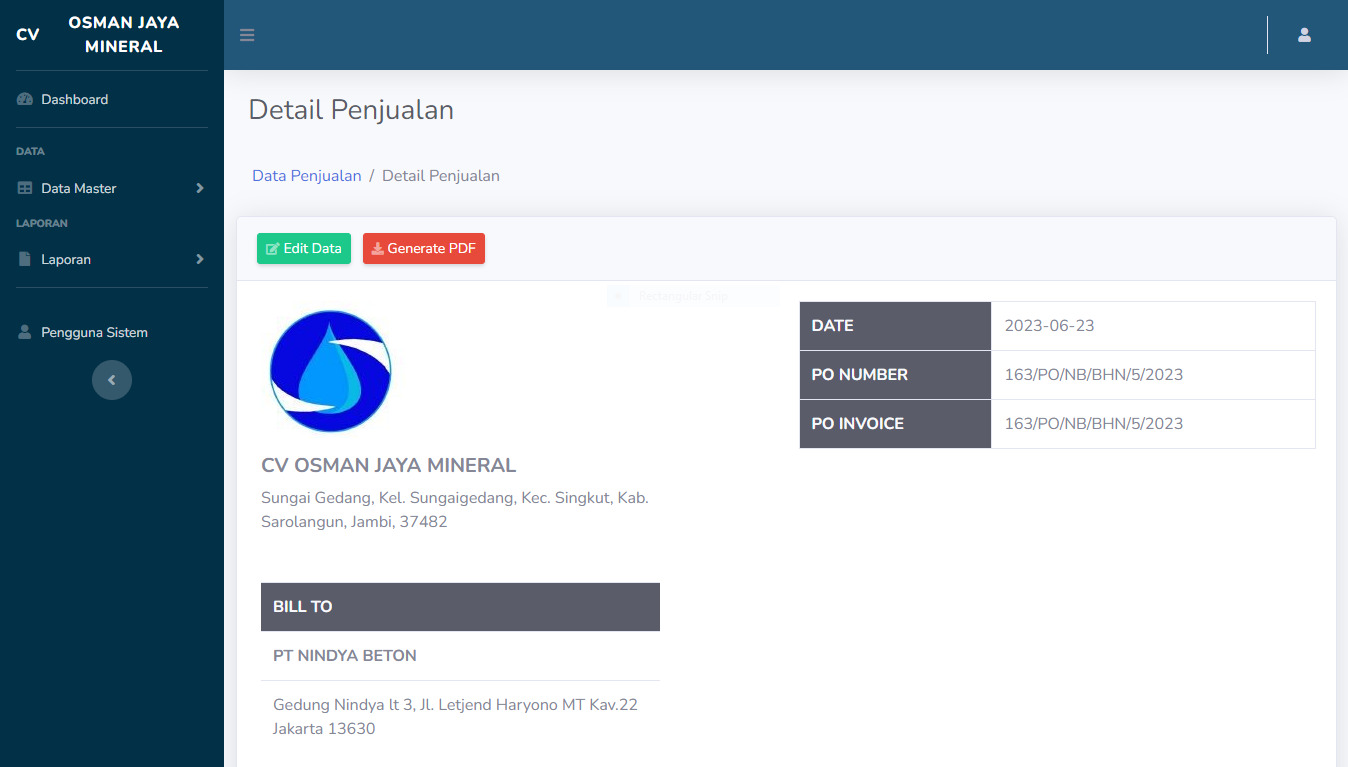 CV OSMAN JAYA
MINERAL
Dashboard
DATA
Data Master
LAPORAN
Laporan
Pengguna Sistem
Detail Penjualan
Data Penjualan / Detail Penjualan
Edit Data Generate PDF
Rectangular Snip
DATE 2023-06-23
PO NUMBER 163/PO/NB/BHN/5/2023
PO INVOICE 163/PO/NB/BHN/5/2023
CV OSMAN JAYA MINERAL
Sungai Gedang, Kel. Sungaigedang, Kec. Singkut, Kab.
Sarolangun, Jambi, 37482
BILL TO
PT NINDYA BETON
Gedung Nindya lt 3, Jl. Letjend Haryono MT Kav.22
Jakarta 13630